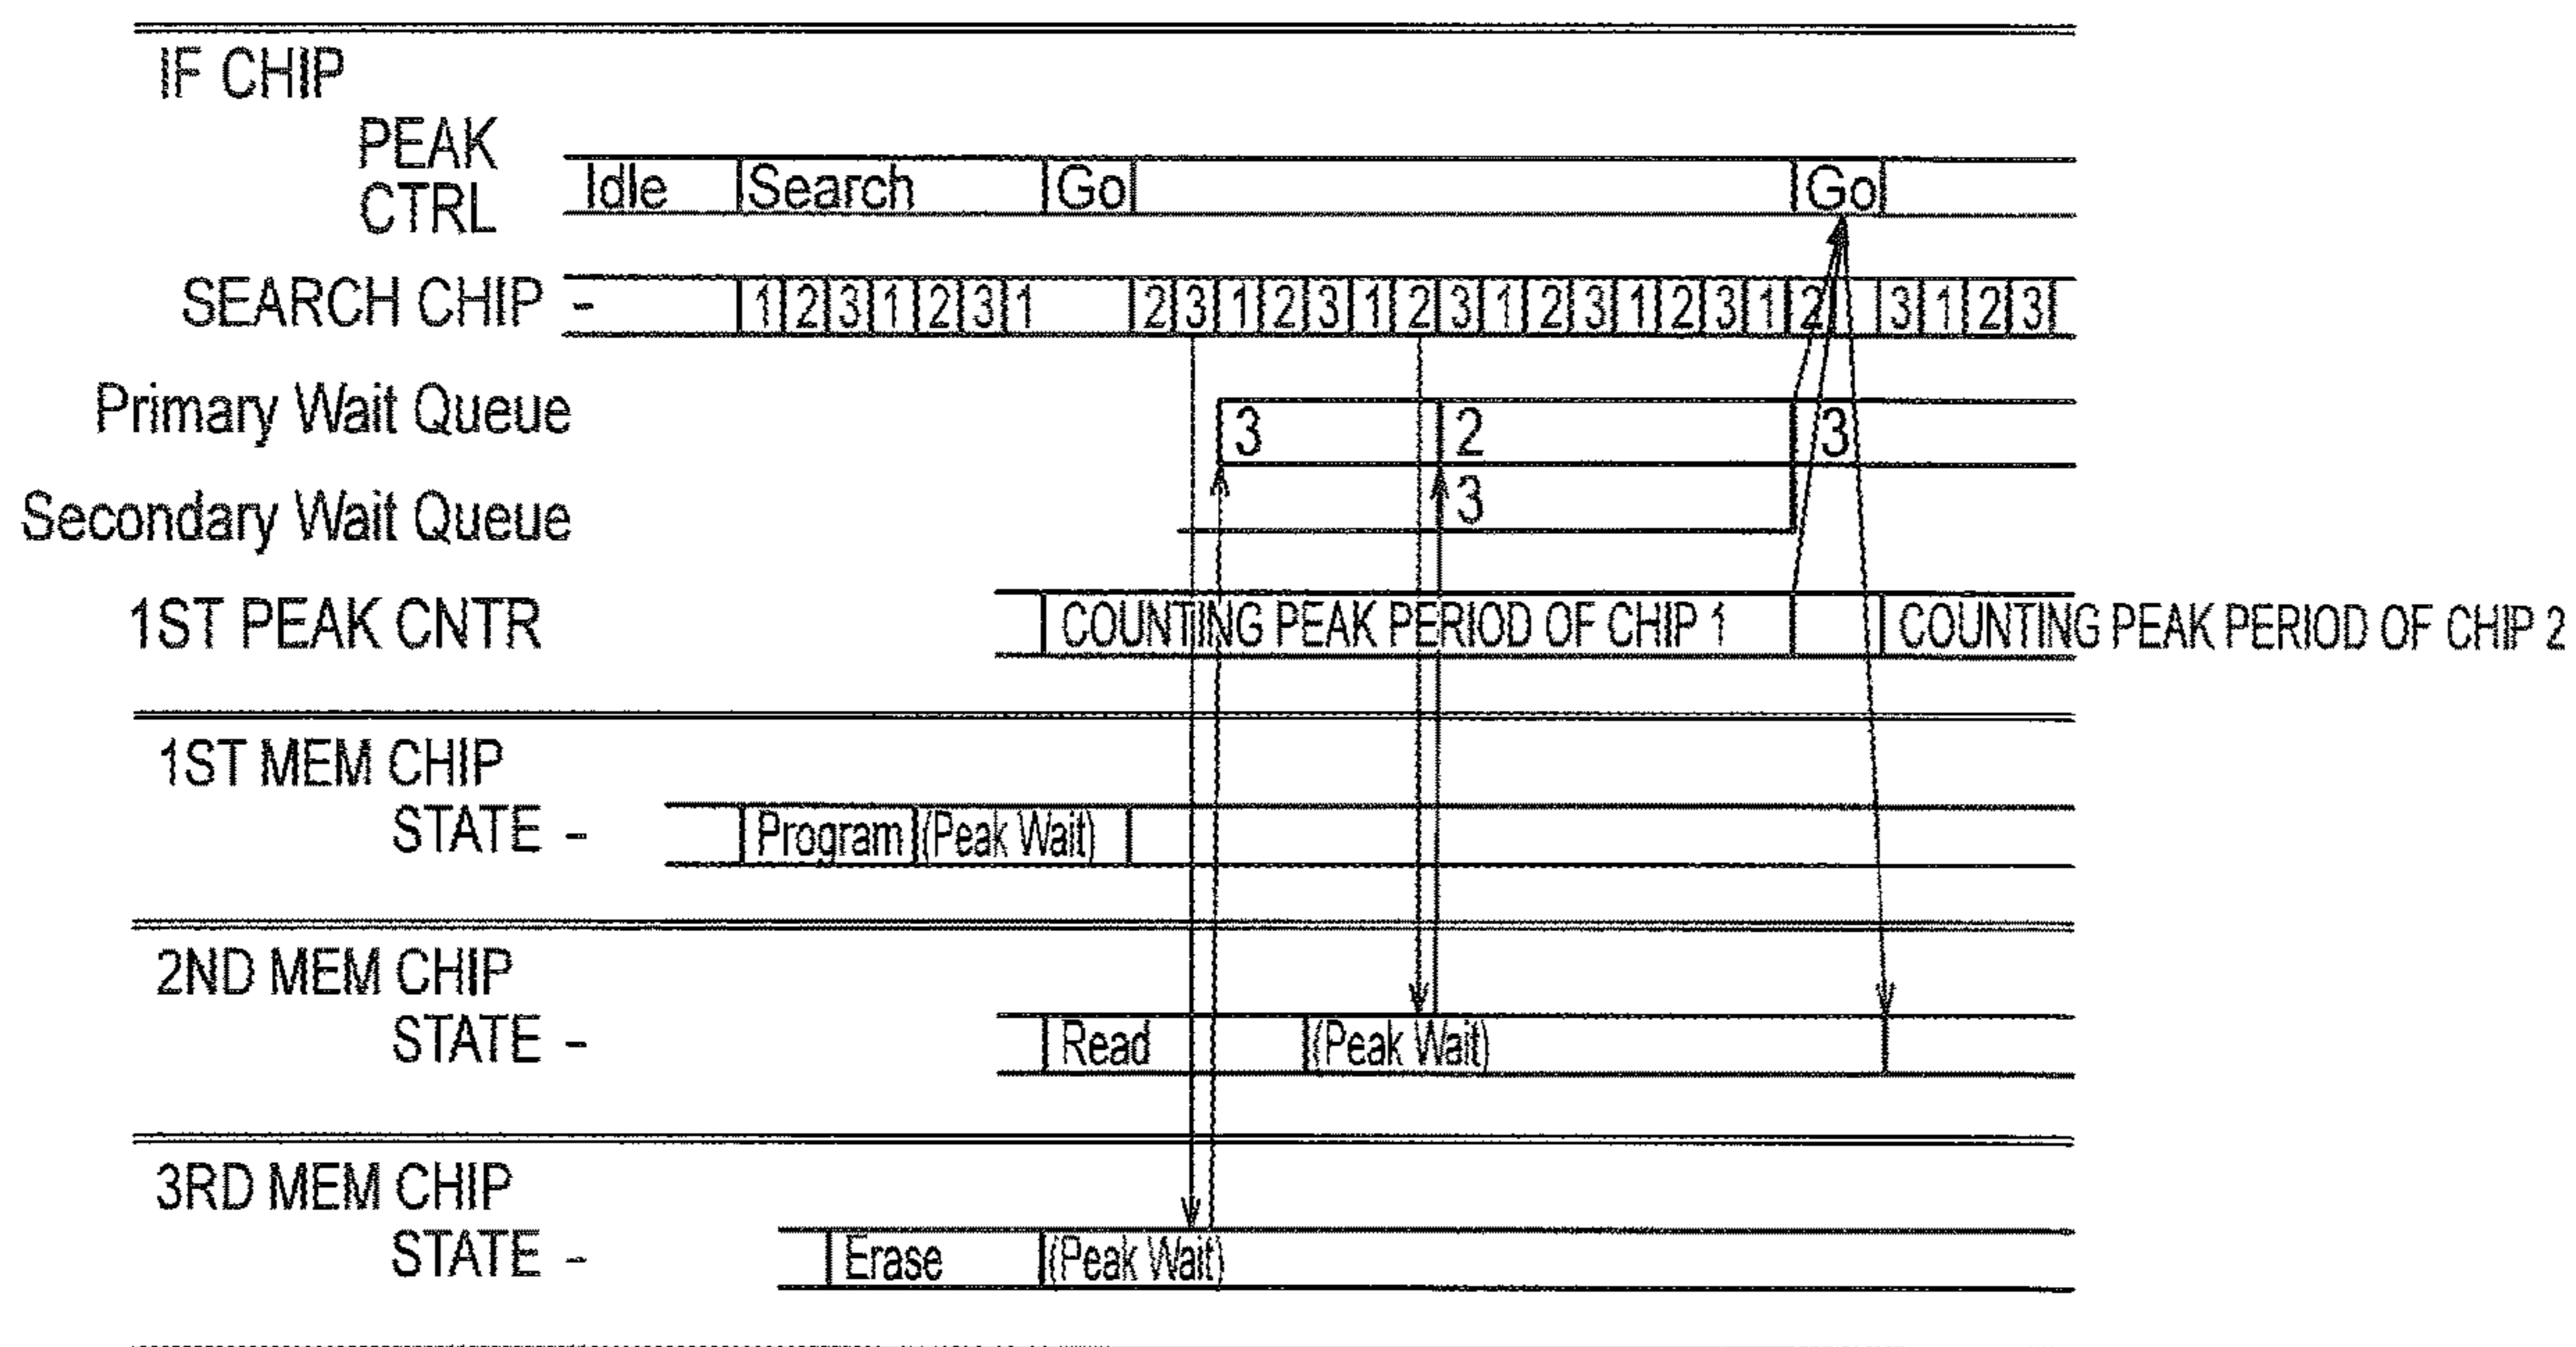 IF CHIP
PEAK
CTRL
Idle Search Go Go
SEARCH CHIP - 1 2 3 1 2 3 1 2 3 1 2 3 1 2 3 1 2 3 1 2 3 1 2 3 1 2 3
Primary Wait Queue 3 2 3
Secondary Wait Queue 3
1ST PEAK CNTR COUNTING PEAK PERIOD OF CHIP 1 COUNTING PEAK PERIOD OF CHIP 2
1ST MEM CHIP
STATE - Program (Peak Wait)
2ND MEM CHIP
STATE - Read (Peak Wait)
3RD MEM CHIP
STATE - Erase (Peak Wait)